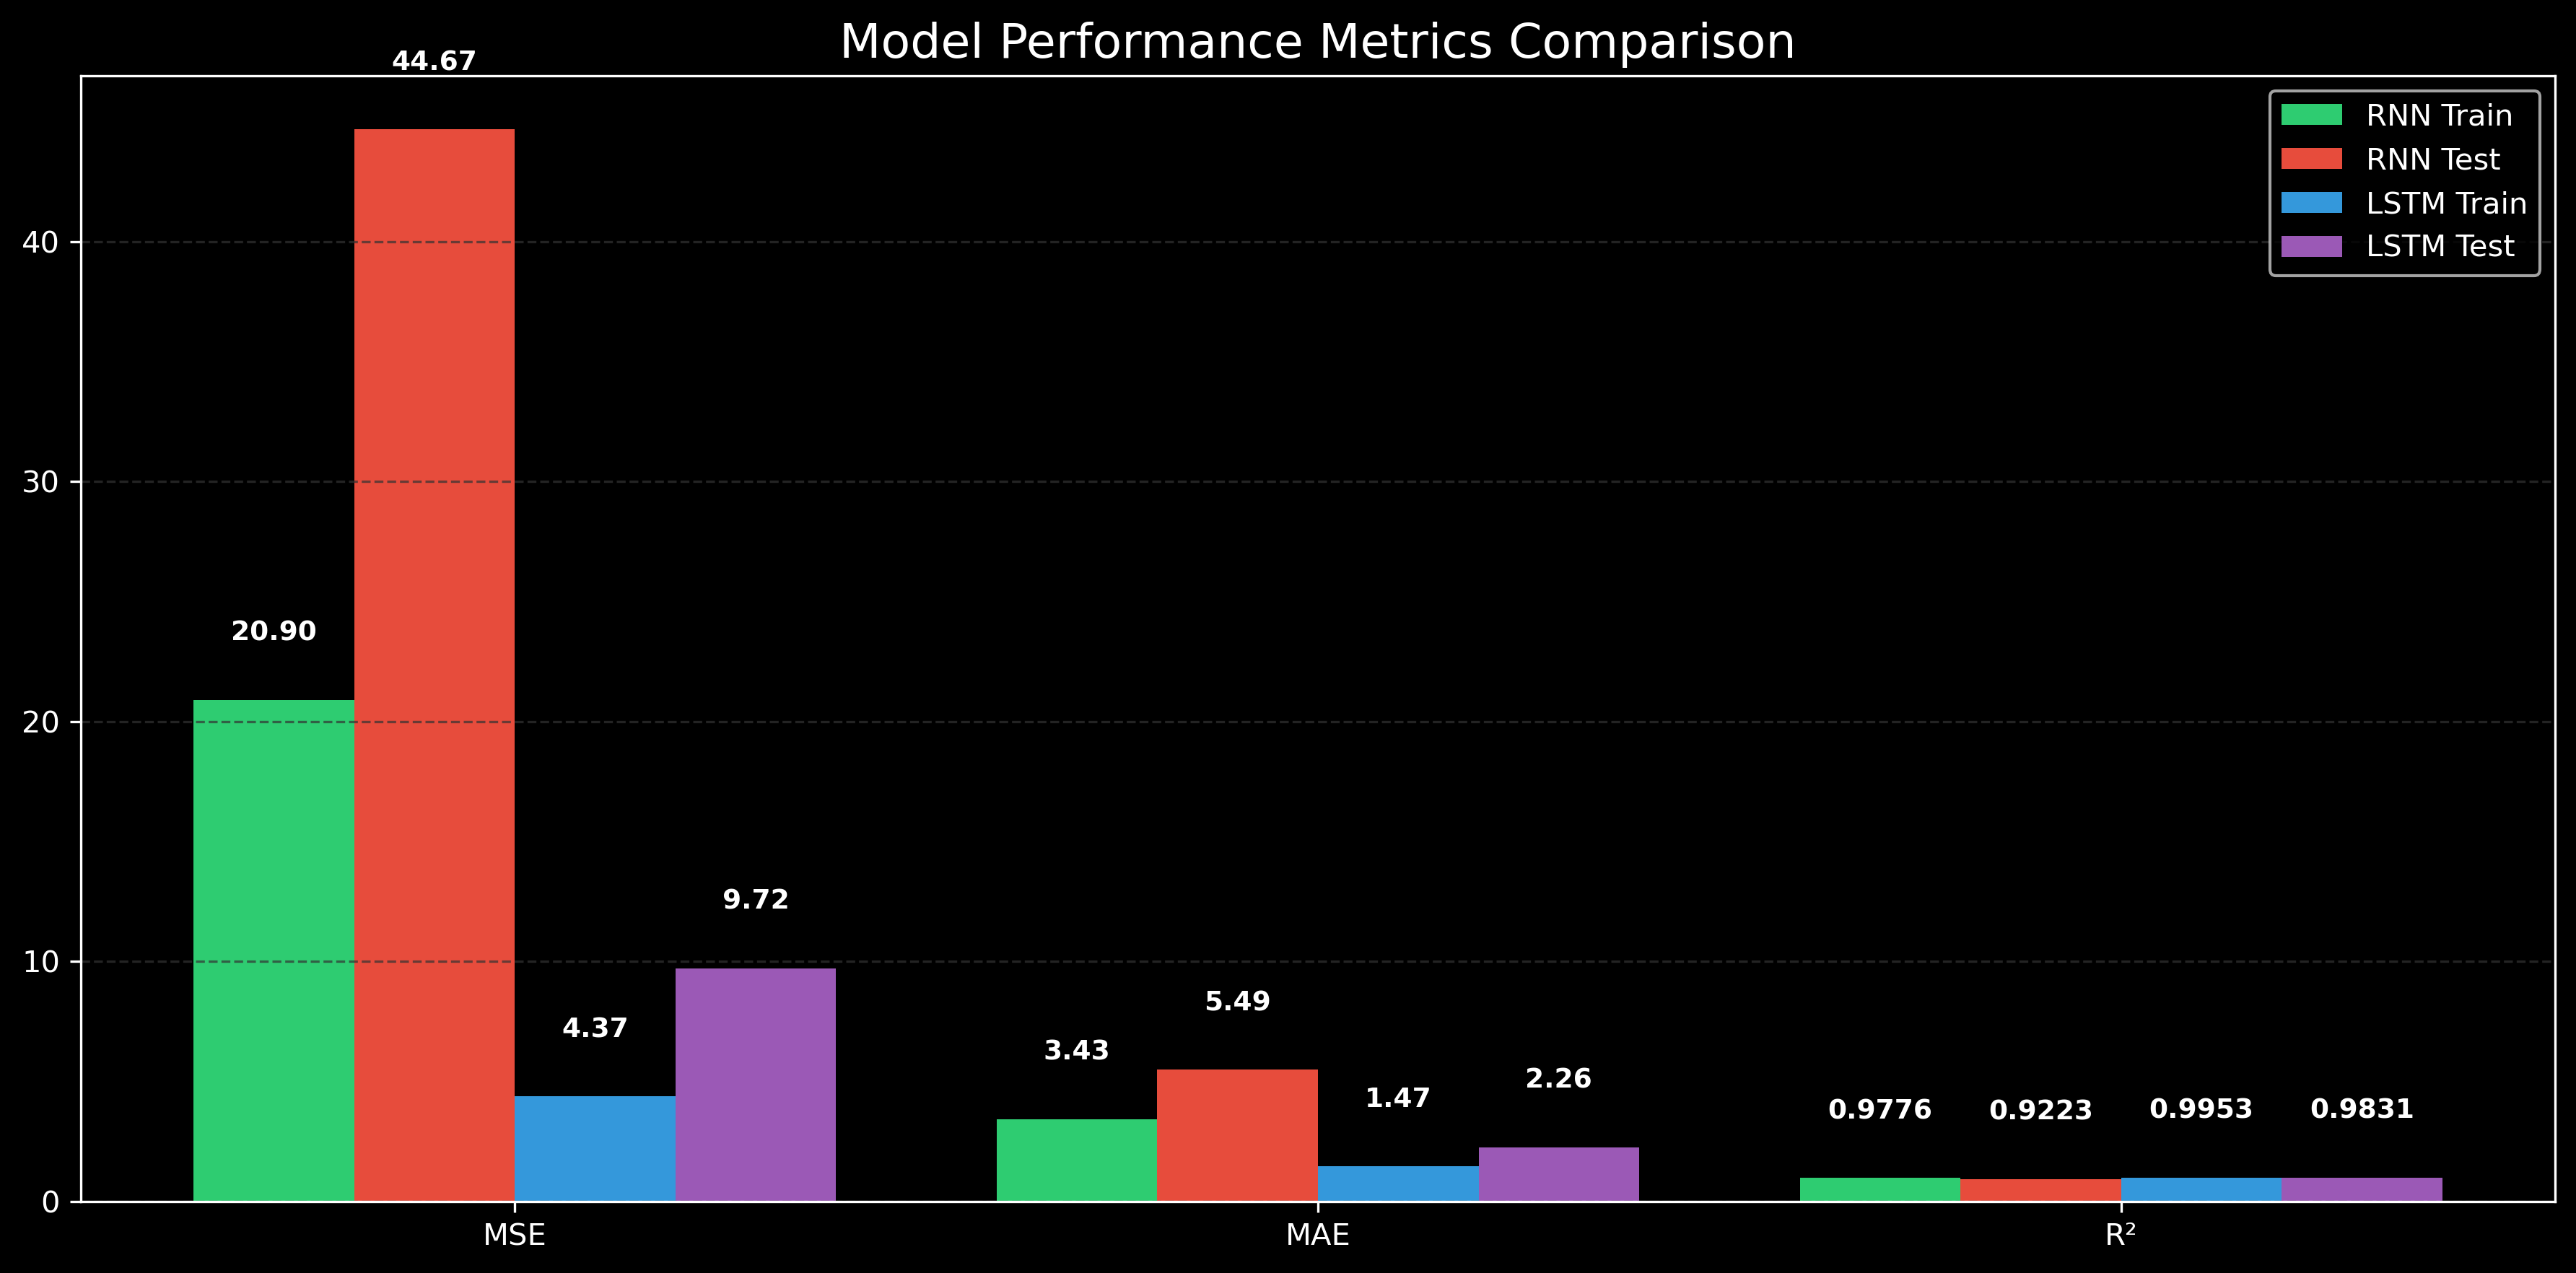 Model Performance Metrics Comparison
44.67
RNN Train
RNN Test
LSTM Train
LSTM Test
40
30
20
10
0
20.90
4.37
9.72
3.43
5.49
1.47
2.26
0.9776
0.9223
0.9953
0.9831
MSE
MAE
R²